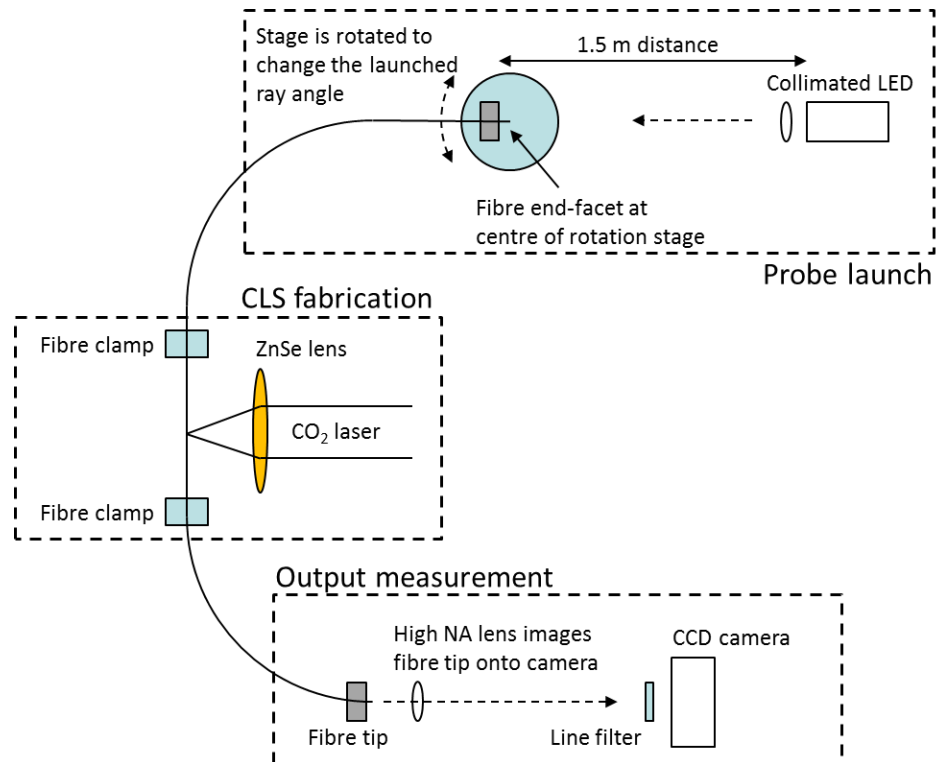 Stage is rotated to
change the launched
ray angle
1.5 m distance
Collimated LED
Fibre end-facet at
centre of rotation stage
Probe launch
CLS fabrication
Fibre clamp
ZnSe lens
CO₂ laser
Fibre clamp
Output measurement
High NA lens images
fibre tip onto camera
CCD camera
Fibre tip
Line filter